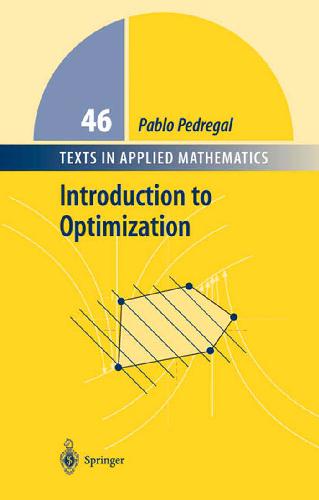 46 Pablo Pedregal
TEXTS IN APPLIED MATHEMATICS
Introduction to
Optimization
Springer